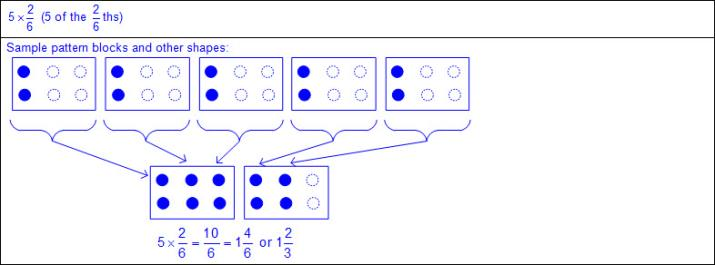 5 × 2/6 (5 of the 2/6 ths)
Sample pattern blocks and other shapes:
5 × 2/6 = 10/6 = 1 4/6 or 1 2/3